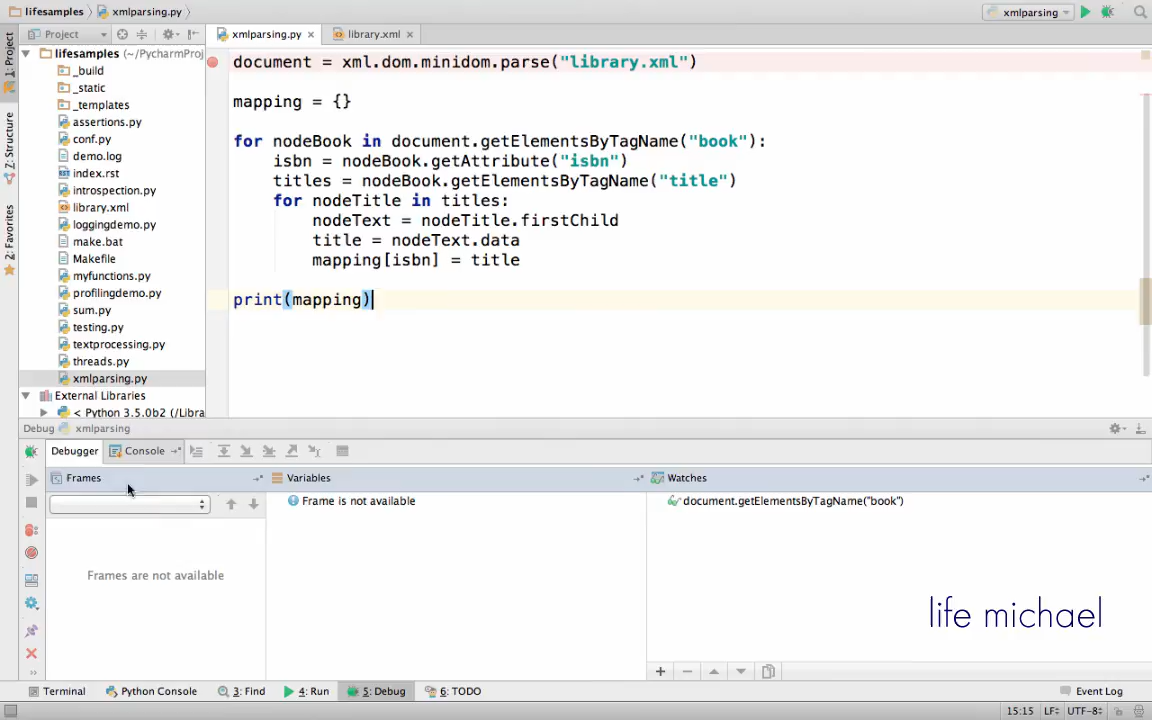 lifesamples
xmlparsing.py
xmlparsing
1: Project
Z: Structure
2: Favorites
Project
xmlparsing.py
library.xml
lifesamples (~/PycharmProj
_build
_static
_templates
assertions.py
conf.py
demo.log
index.rst
introspection.py
library.xml
loggingdemo.py
make.bat
Makefile
myfunctions.py
profilingdemo.py
sum.py
testing.py
textprocessing.py
threads.py
xmlparsing.py
External Libraries
< Python 3.5.0b2 (/Libra
document = xml.dom.minidom.parse("library.xml")
mapping = {}
for nodeBook in document.getElementsByTagName("book"):
isbn = nodeBook.getAttribute("isbn")
titles = nodeBook.getElementsByTagName("title")
for nodeTitle in titles:
nodeText = nodeTitle.firstChild
title = nodeText.data
mapping[isbn] = title
print(mapping)
Debug xmlparsing
Debugger
Console
Frames
Variables
Watches
Frame is not available
document.getElementsByTagName("book")
Frames are not available
life michael
Terminal
Python Console
3: Find
4: Run
5: Debug
6: TODO
Event Log
15:15 LF÷ UTF-8÷